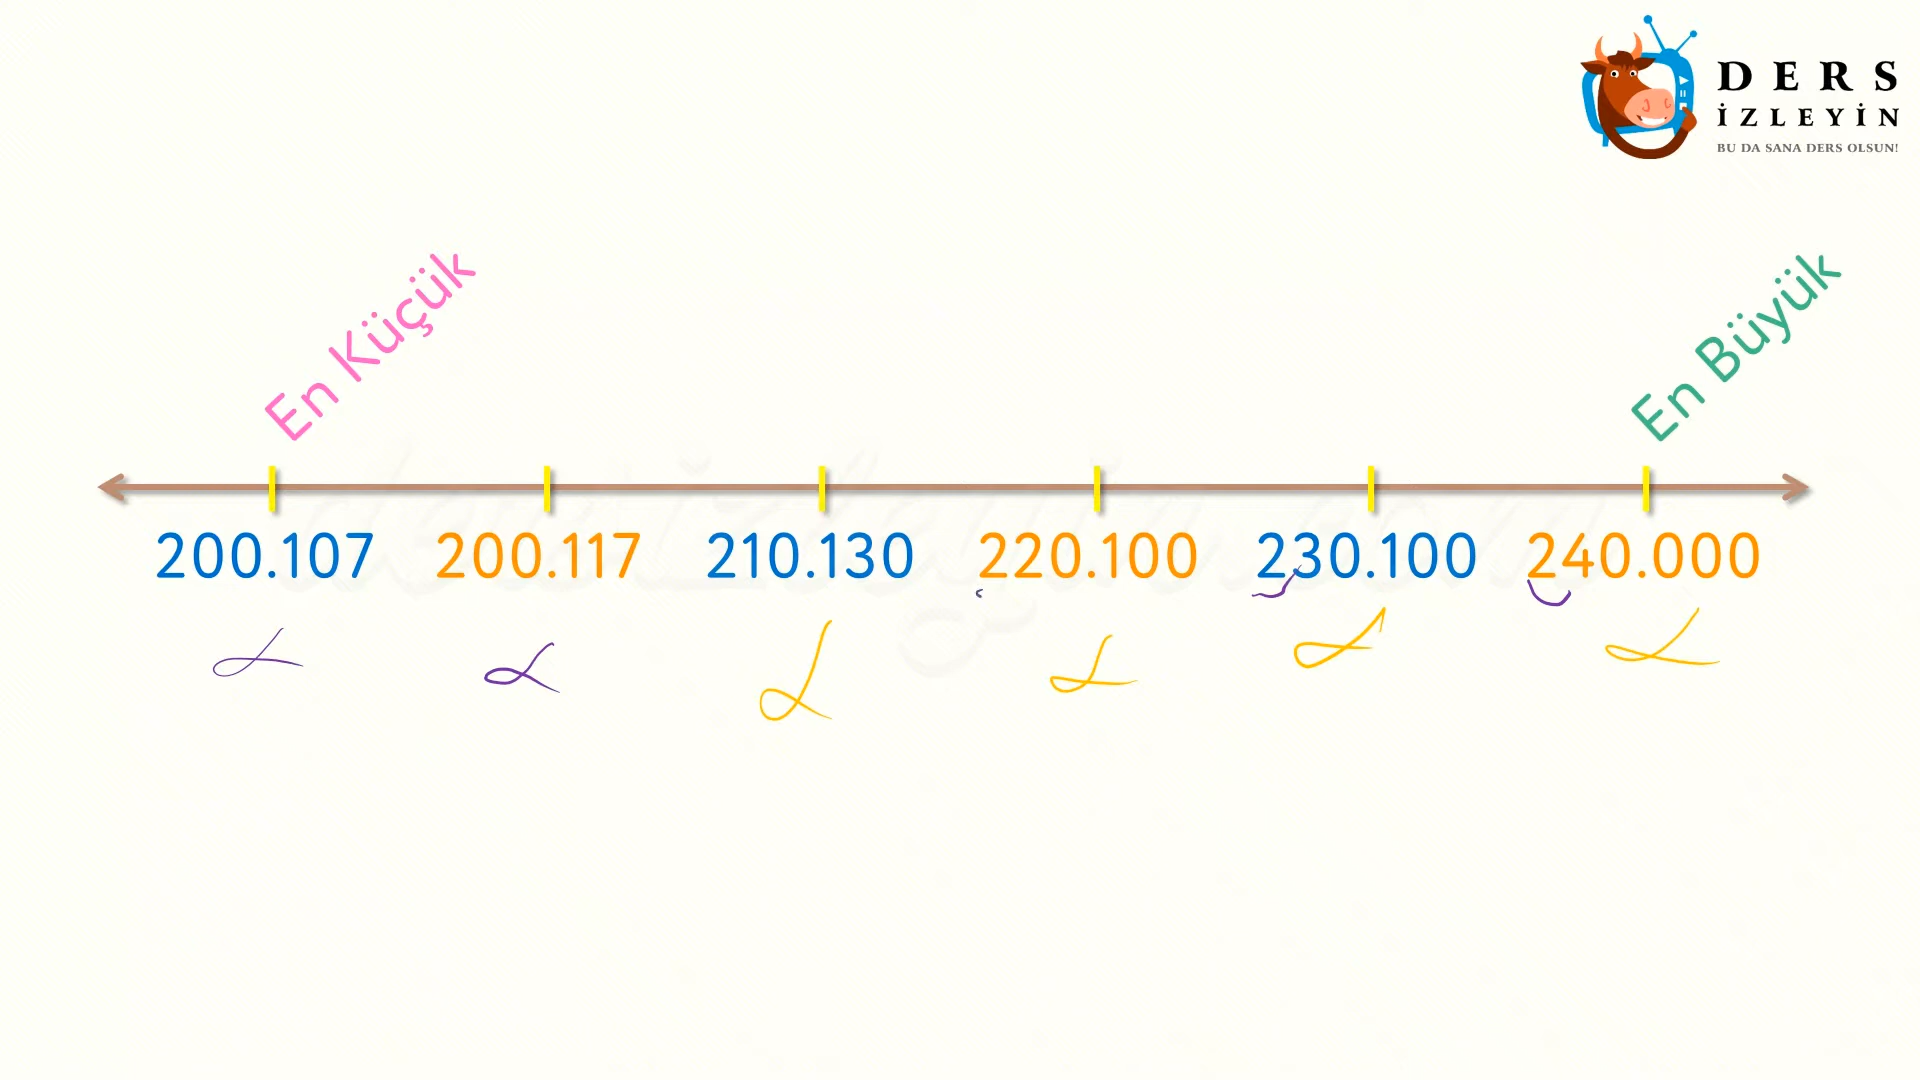 DERS
İZLEYİN
BU DA SANA DERS OLSUN!
En Küçük
En Büyük
200.107 200.117 210.130 220.100 230.100 240.000